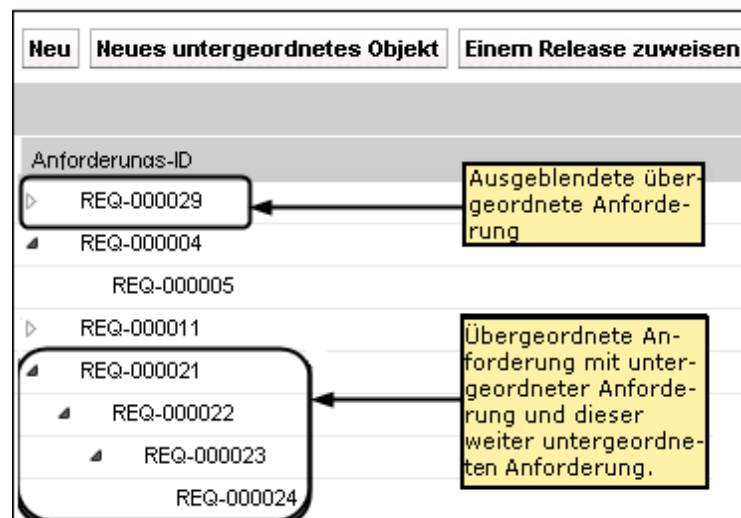 Neu Neues untergeordnetes Objekt Einem Release zuweisen
Anforderungs-ID
REQ-000029
Ausgeblendete über-
geordnete Anforde-
rung
REQ-000004
REQ-000005
REQ-000011
REQ-000021
REQ-000022
REQ-000023
REQ-000024
Übergeordnete An-
forderung mit unter-
geordneter Anforde-
rung und dieser
weiter untergeordne-
ten Anforderung.